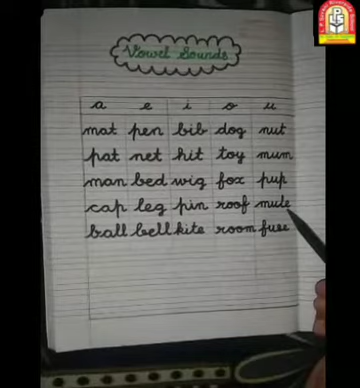 Vowel Sounds
a e i o u
mat pen bib dog nut
pat net hit toy mum
man bed wig fox pup
cap leg pin roof mule
ball bell kite room fuse